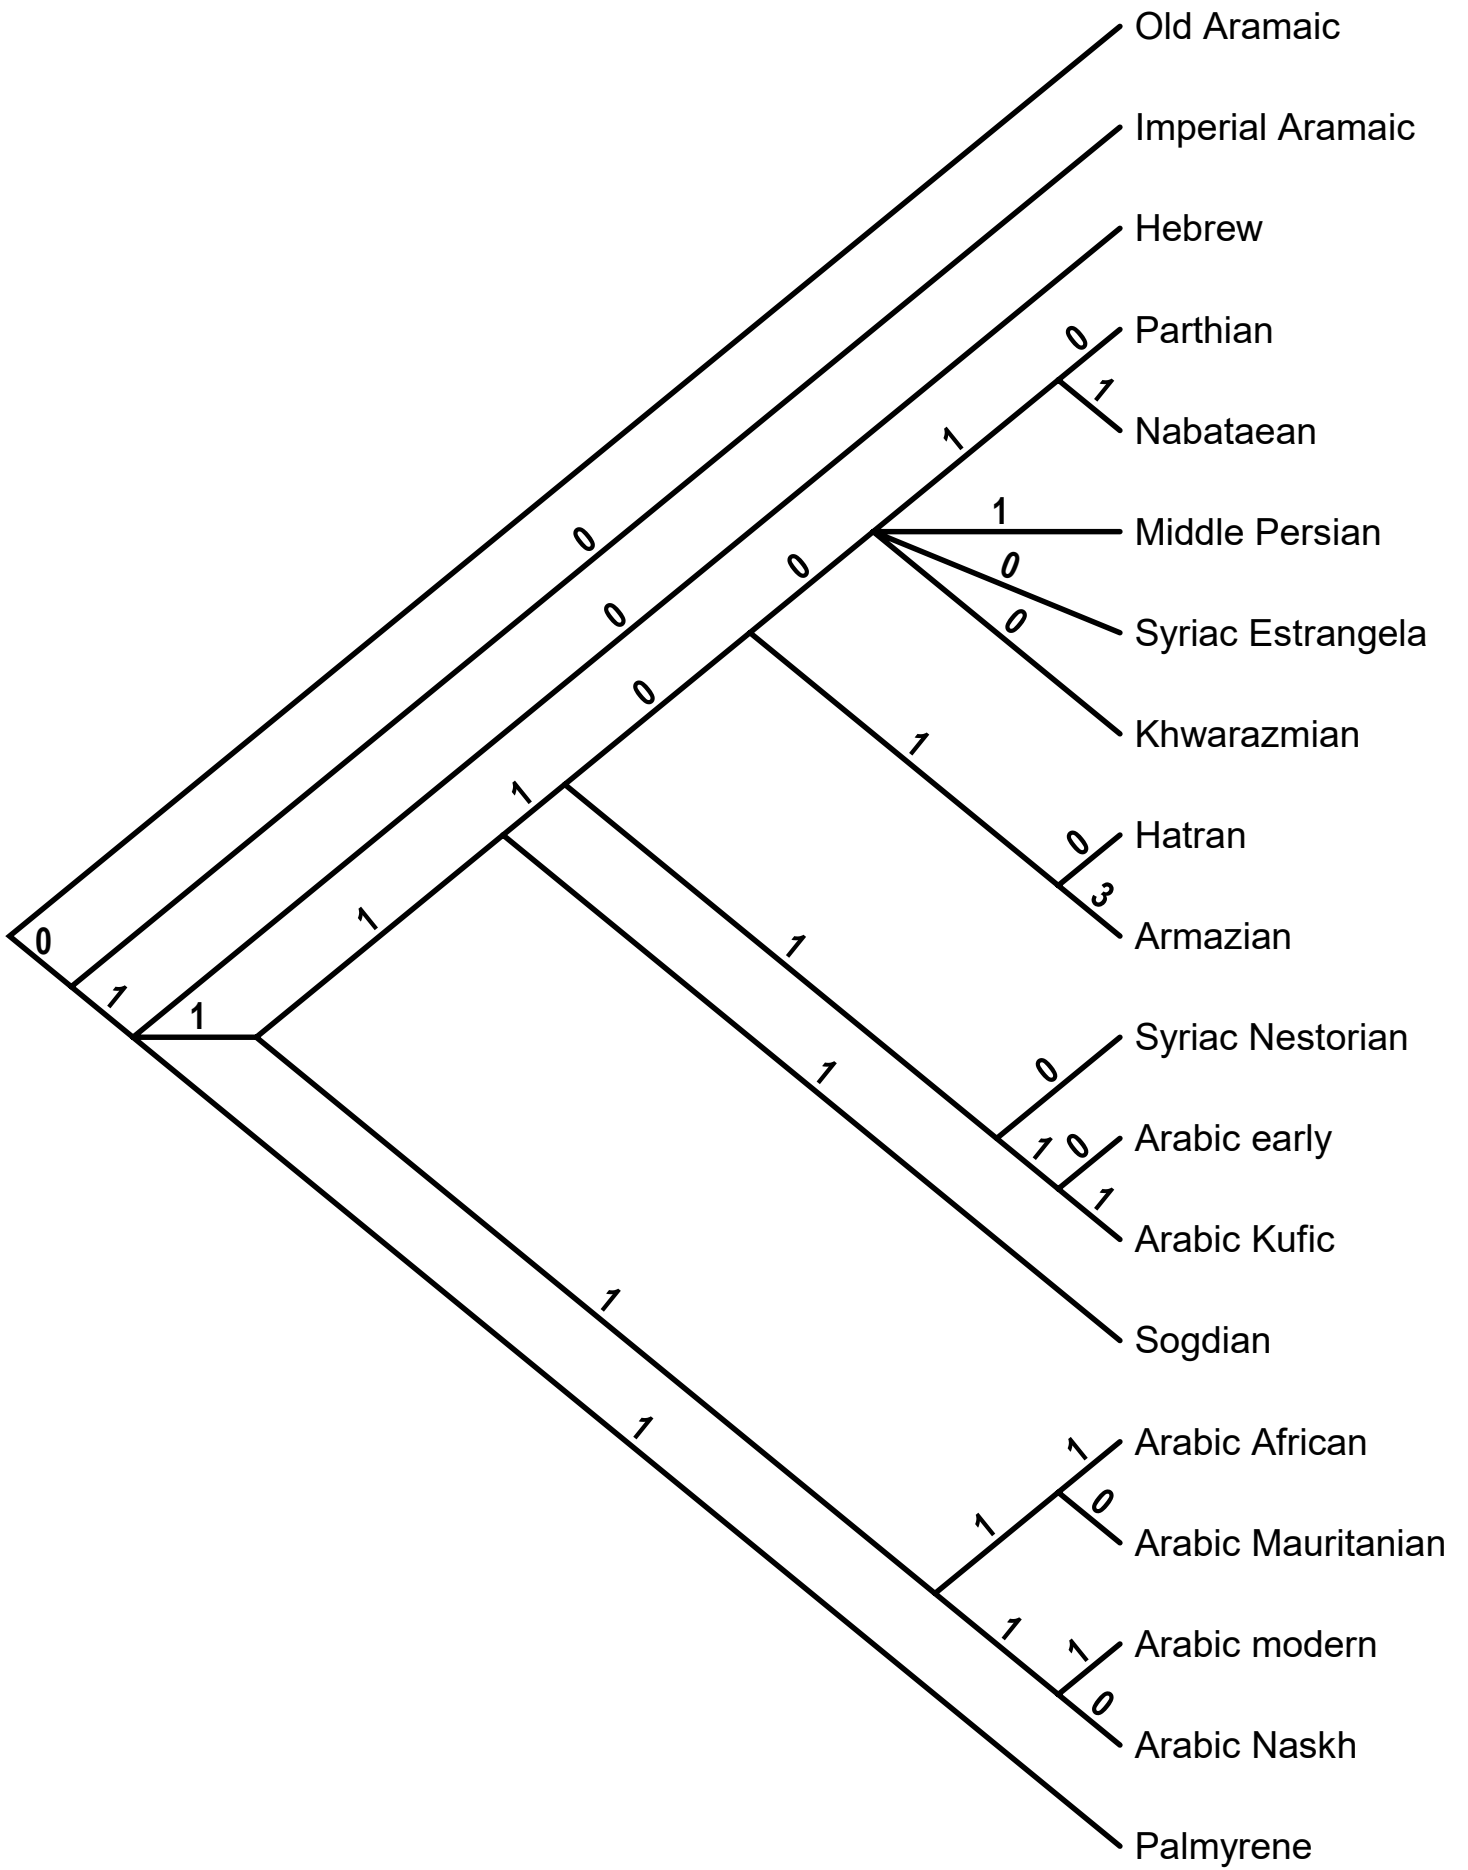 Old Aramaic
Imperial Aramaic
Hebrew
0
Parthian
1
Nabataean
1
1
Middle Persian
0
0
0
Syriac Estrangela
0
0
0
Khwarazmian
1
1
0
Hatran
3
Armazian
1
0
1
1
1
Syriac Nestorian
0
1
1
0
Arabic early
1
Arabic Kufic
1
Sogdian
1
1
Arabic African
0
1
Arabic Mauritanian
1
1
Arabic modern
0
Arabic Naskh
Palmyrene